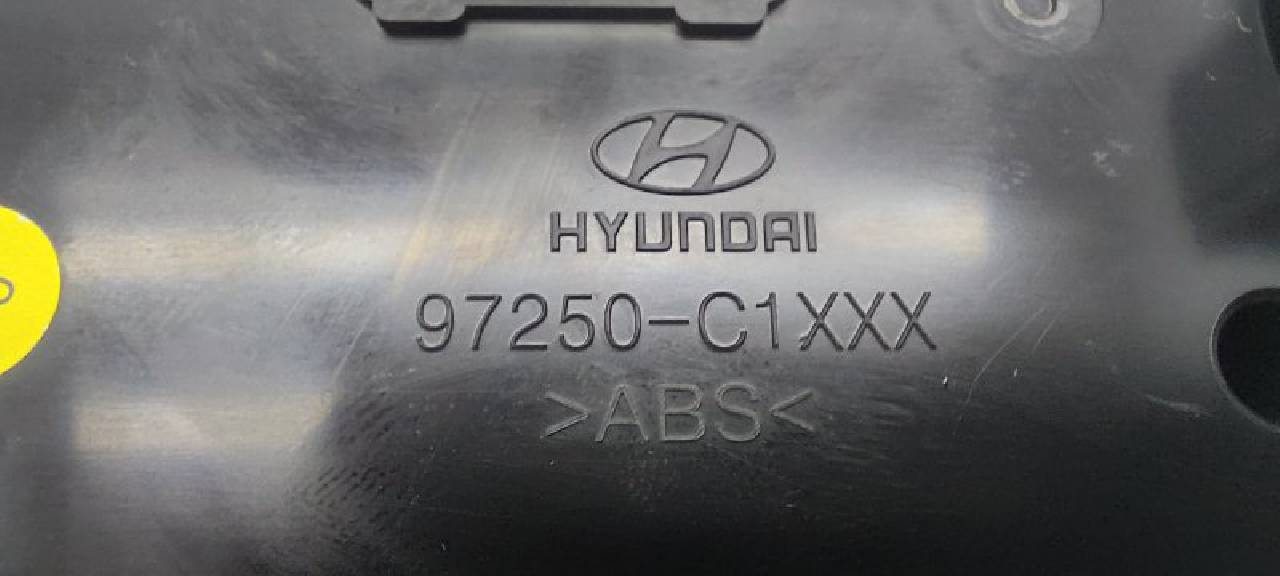 HYUNDAI
97250-C1XXX
>ABS<